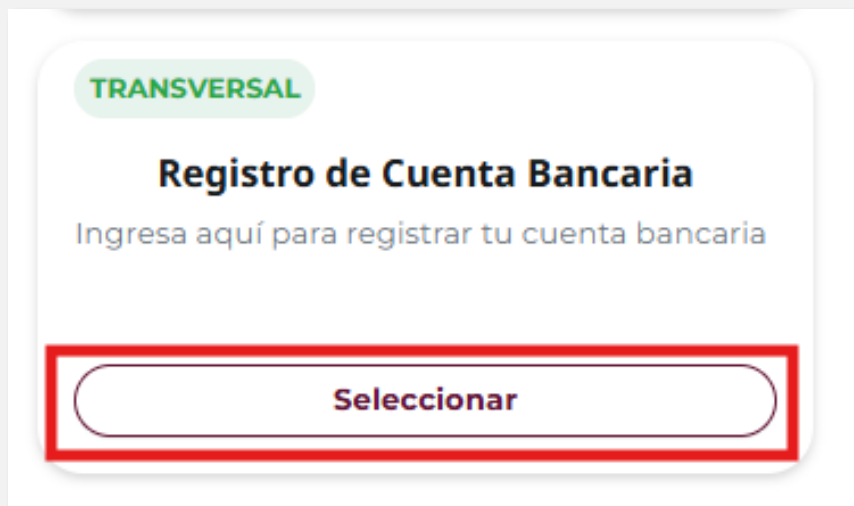 TRANSVERSAL
Registro de Cuenta Bancaria
Ingresa aquí para registrar tu cuenta bancaria
Seleccionar